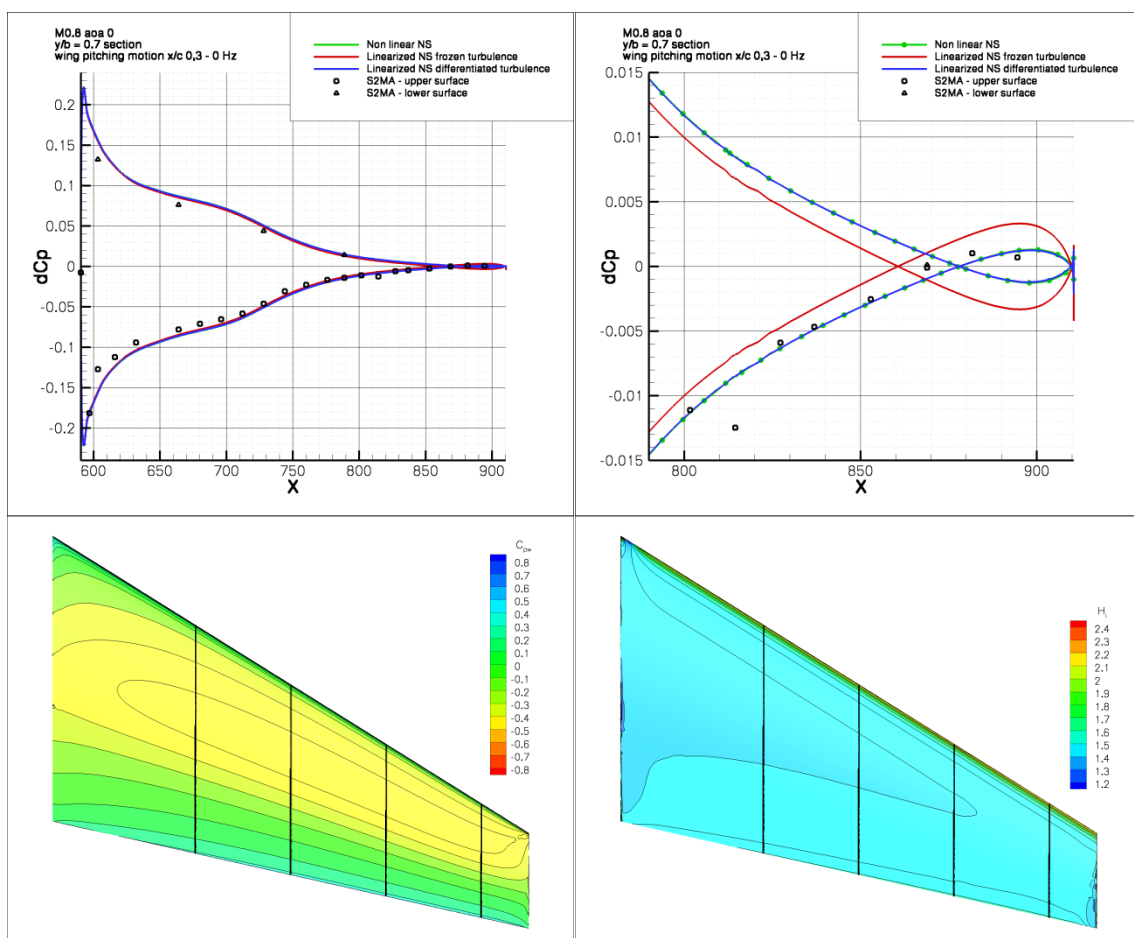 M0.8 aoa 0
y/b = 0.7 section
wing pitching motion x/c 0.3 - 0 Hz
Non linear NS
Linearized NS frozen turbulence
Linearized NS differentiated turbulence
S2MA - upper surface
S2MA - lower surface
0.2
0.15
0.1
0.05
0
-0.05
-0.1
-0.15
-0.2
dCp
600 650 700 750 800 850 900
X
M0.8 aoa 0
y/b = 0.7 section
wing pitching motion x/c 0.3 - 0 Hz
Non linear NS
Linearized NS frozen turbulence
Linearized NS differentiated turbulence
S2MA - upper surface
S2MA - lower surface
0.015
0.01
0.005
0
-0.005
-0.01
-0.015
dCp
800 850 900
X
Cpw
0.8
0.7
0.6
0.5
0.4
0.3
0.2
0.1
0
-0.1
-0.2
-0.3
-0.4
-0.5
-0.6
-0.7
-0.8
Hi
2.4
2.3
2.2
2.1
2
1.9
1.8
1.7
1.6
1.5
1.4
1.3
1.2